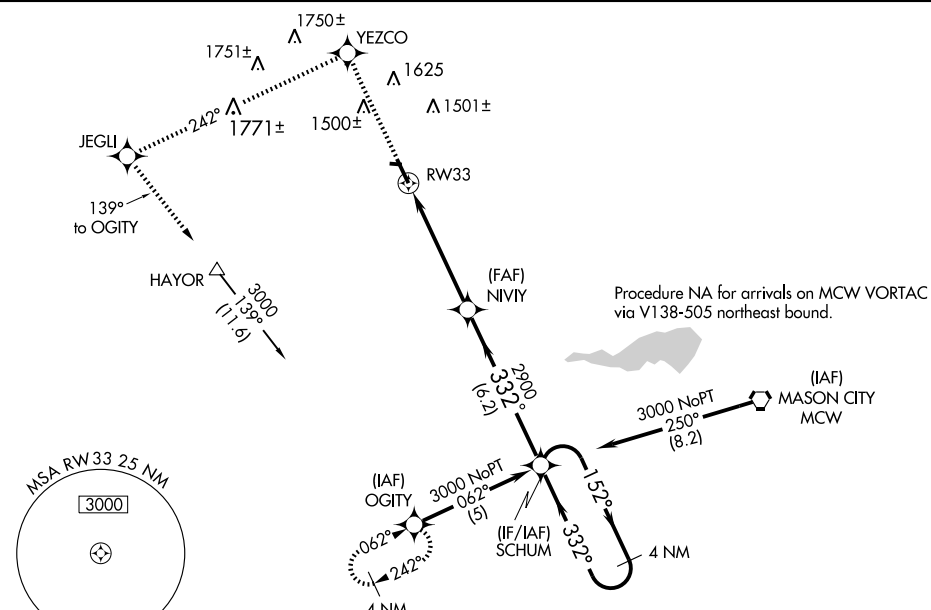 1750±
YEZCO
1751±
1625
1501±
1500±
1771±
242°
JEGLI
RW33
139°
to OGITY
HAYOR
3000
139°
(11.6)
(FAF)
NIVIY
Procedure NA for arrivals on MCW VORTAC
via V138-505 northeast bound.
2900
332°
(6.2)
(IAF)
MASON CITY
MCW
3000 NoPT
250°
(8.2)
MSA RW33 25 NM
3000
(IAF)
OGITY
3000 NoPT
062°
(5)
(IF/IAF)
SCHUM
152°
332°
4 NM
062°
242°
4 NM